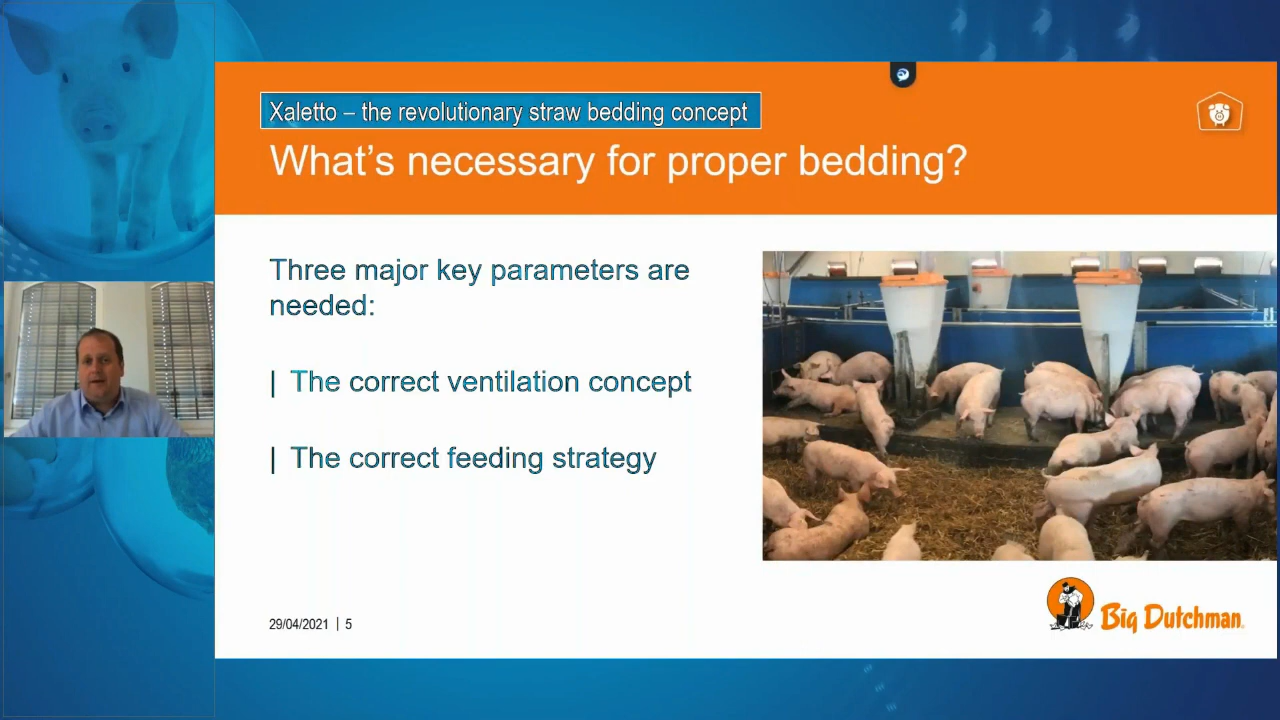 Xaletto – the revolutionary straw bedding concept
What's necessary for proper bedding?
Three major key parameters are
needed:
| The correct ventilation concept
| The correct feeding strategy
29/04/2021 | 5
Big Dutchman